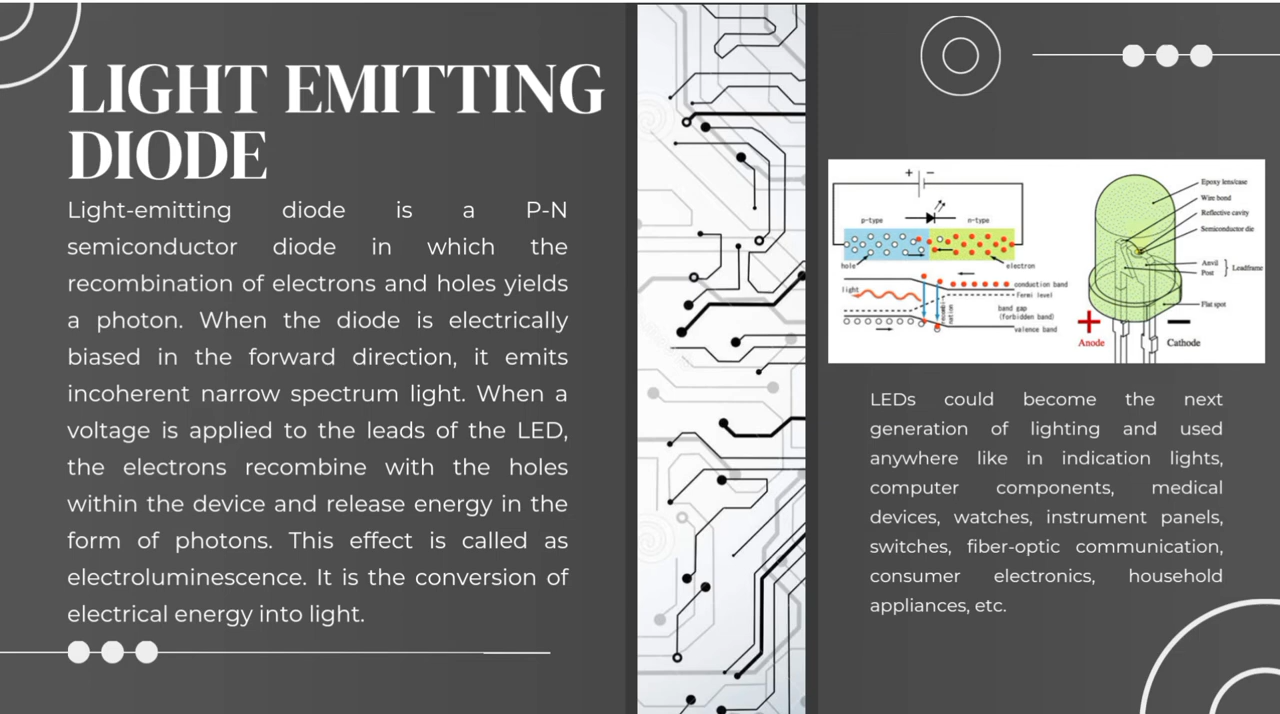 LIGHT EMITTING
DIODE
Light-emitting diode is a P-N
semiconductor diode in which the
recombination of electrons and holes yields
a photon. When the diode is electrically
biased in the forward direction, it emits
incoherent narrow spectrum light. When a
voltage is applied to the leads of the LED,
the electrons recombine with the holes
within the device and release energy in the
form of photons. This effect is called as
electroluminescence. It is the conversion of
electrical energy into light.
+ −
p-type n-type
hole electron
light
conduction band
Fermi level
band gap
(forbidden band)
valence band
Epoxy lens/case
Wire bond
Reflective cavity
Semiconductor die
Anvil
Post
Leadframe
Flat spot
+ −
Anode Cathode
LEDs could become the next
generation of lighting and used
anywhere like in indication lights,
computer components, medical
devices, watches, instrument panels,
switches, fiber-optic communication,
consumer electronics, household
appliances, etc.